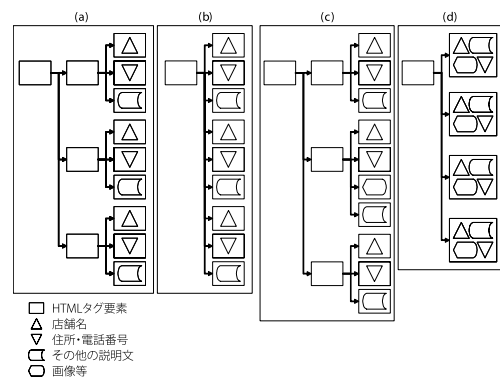 (a) (b) (c) (d)
HTMLタグ要素
店舗名
住所・電話番号
その他の説明文
画像等